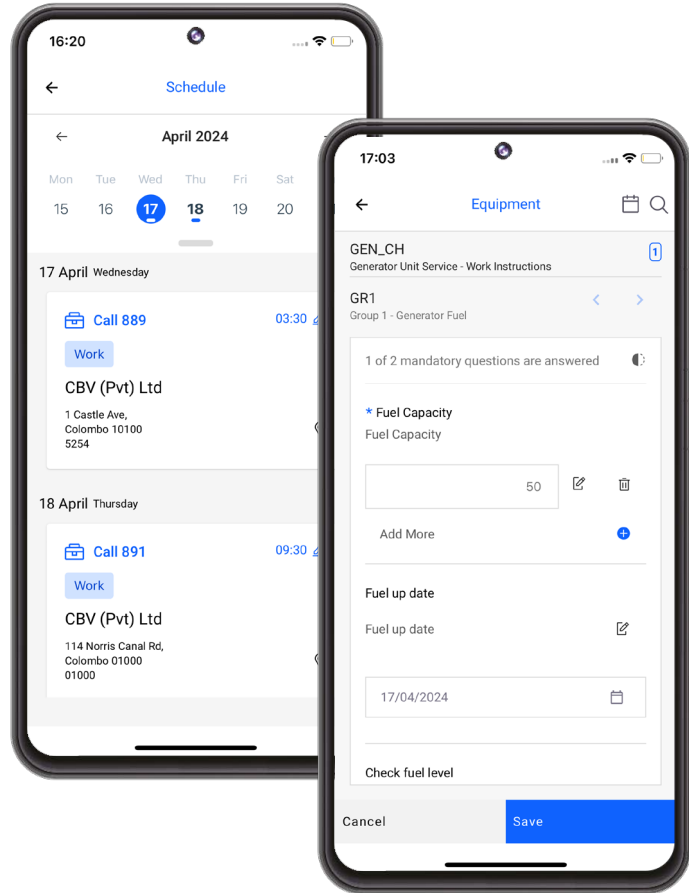 16:20
Schedule
April 2024
Mon Tue Wed Thu Fri Sat
15 16 17 18 19 20
17 April Wednesday
Call 889 03:30
Work
CBV (Pvt) Ltd
1 Castle Ave,
Colombo 10100
5254
18 April Thursday
Call 891 09:30
Work
CBV (Pvt) Ltd
114 Norris Canal Rd,
Colombo 01000
01000
17:03
Equipment
GEN_CH 1
Generator Unit Service - Work Instructions
GR1
Group 1 - Generator Fuel
1 of 2 mandatory questions are answered
* Fuel Capacity
Fuel Capacity
50
Add More
Fuel up date
Fuel up date
17/04/2024
Check fuel level
Cancel Save